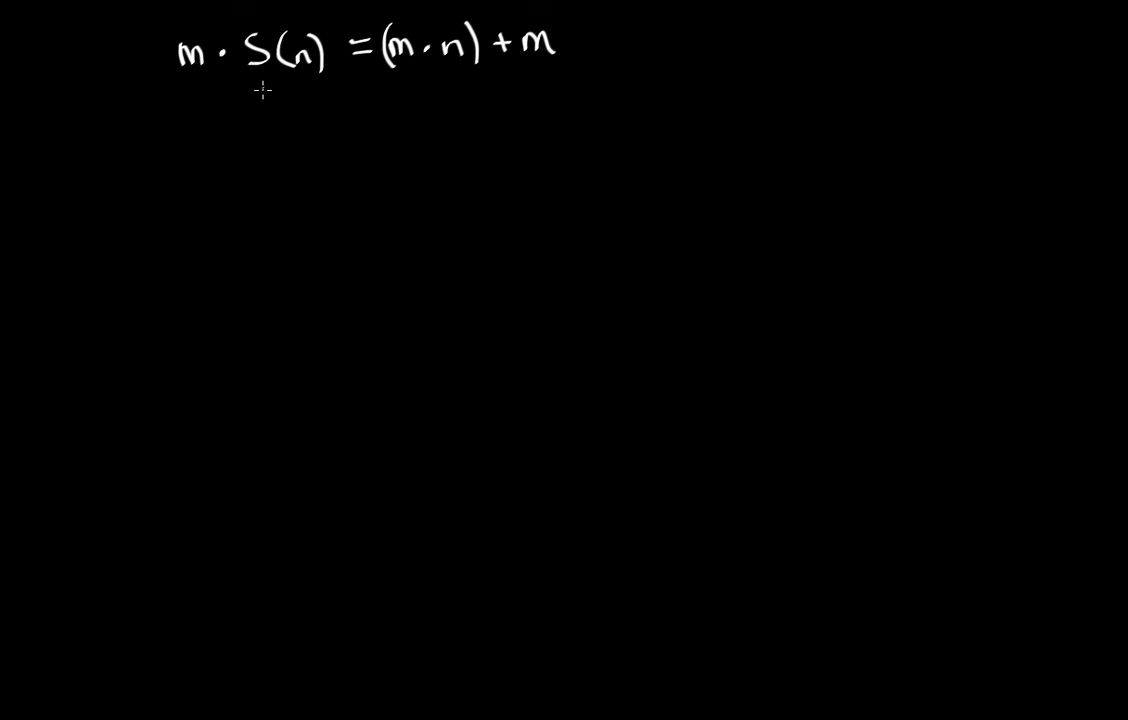 m · S(n) = (m · n) + m